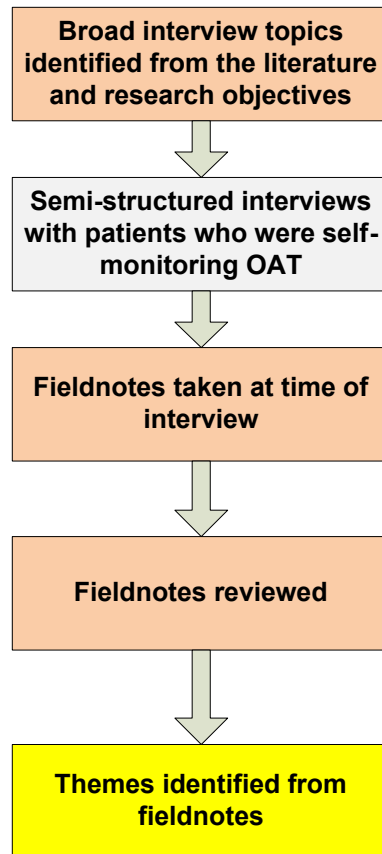 Broad interview topics
identified from the literature
and research objectives
Semi-structured interviews
with patients who were self-
monitoring OAT
Fieldnotes taken at time of
interview
Fieldnotes reviewed
Themes identified from
fieldnotes